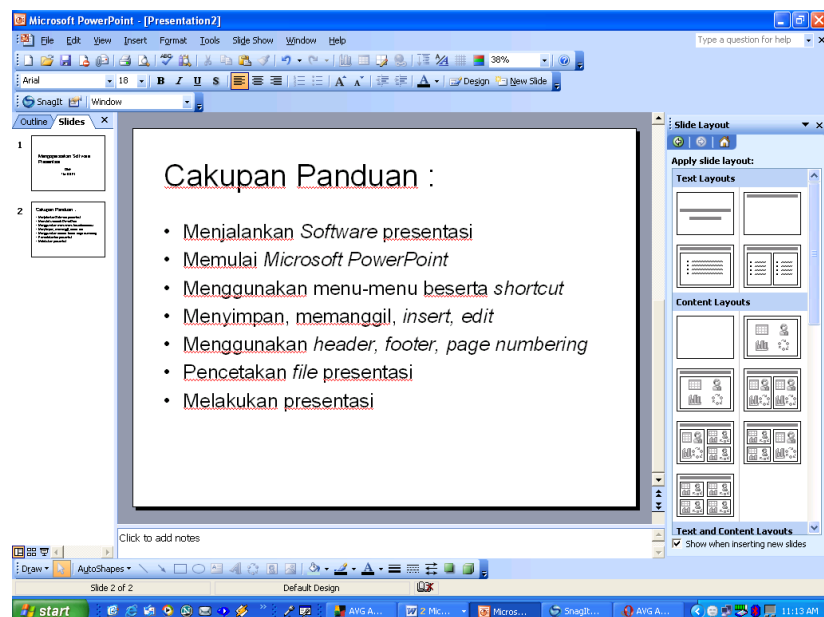 Microsoft PowerPoint - [Presentation2]
File Edit View Insert Format Tools Slide Show Window Help
Type a question for help
38%
Arial 18 B I U S A A A Design New Slide
SnagIt Window
Outline Slides
Slide Layout
Apply slide layout:
Text Layouts
1
2
Cakupan Panduan :
• Menjalankan Software presentasi
• Memulai Microsoft PowerPoint
• Menggunakan menu-menu beserta shortcut
• Menyimpan, memanggil, insert, edit
• Menggunakan header, footer, page numbering
• Pencetakan file presentasi
• Melakukan presentasi
Content Layouts
Text and Content Layouts
Show when inserting new slides
Click to add notes
Draw AutoShapes A
Slide 2 of 2 Default Design
start AVG A... 2 Mic... Micros... SnagIt... AVG A... 11:13 AM